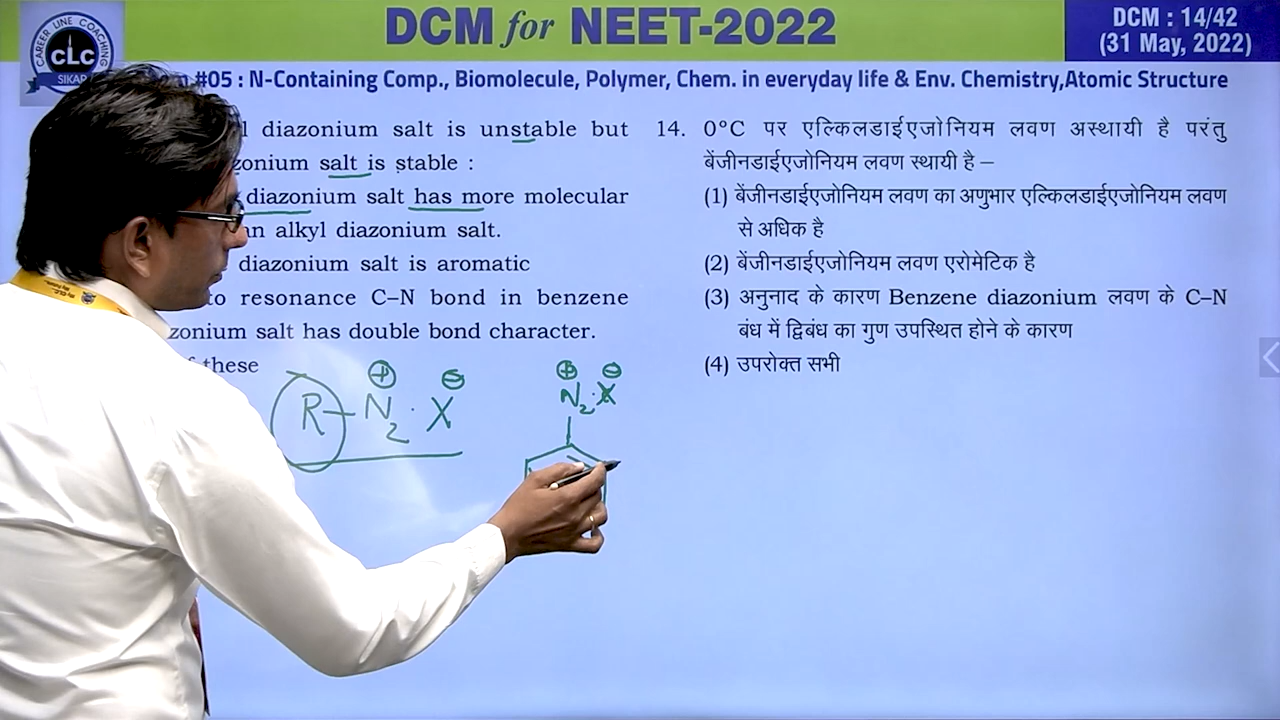 DCM for NEET-2022
DCM : 14/42
(31 May, 2022)
CAREER LINE COACHING
CLC
SIKAR
#05 : N-Containing Comp., Biomolecule, Polymer, Chem. in everyday life & Env. Chemistry,Atomic Structure
diazonium salt is unstable but
zonium salt is stable :
diazonium salt has more molecular
alkyl diazonium salt.
diazonium salt is aromatic
to resonance C–N bond in benzene
zonium salt has double bond character.
these
R–N₂⊕ . X⊖
N₂⊕ . X⊖
14. 0°C पर एल्किलडाईएजोनियम लवण अस्थायी है परंतु
बेंजीनडाईएजोनियम लवण स्थायी है –
(1) बेंजीनडाईएजोनियम लवण का अणुभार एल्किलडाईएजोनियम लवण
से अधिक है
(2) बेंजीनडाईएजोनियम लवण एरोमेटिक है
(3) अनुनाद के कारण Benzene diazonium लवण के C–N
बंध में द्विबंध का गुण उपस्थित होने के कारण
(4) उपरोक्त सभी